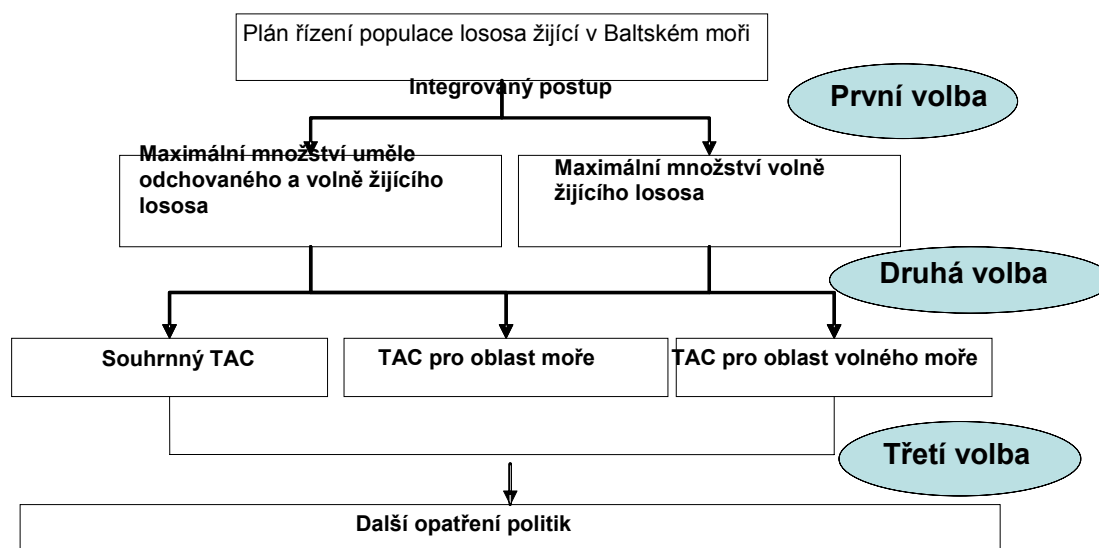 Plán řízení populace lososa žijící v Baltském moři
Integrovaný postup
První volba
Maximální množství uměle
odchovaného a volně žijícího
lososa
Maximální množství volně
žijícího lososa
Druhá volba
Souhrnný TAC
TAC pro oblast moře
TAC pro oblast volného moře
Třetí volba
Další opatření politik